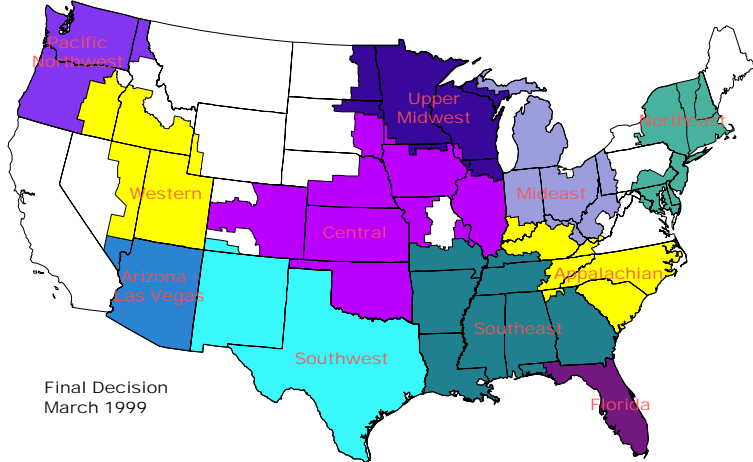 Pacific
Northwest
Upper
Midwest
Northeast
Western
Mideast
Central
Arizona -
Las Vegas
Appalachian
Southeast
Southwest
Final Decision
March 1999
Florida